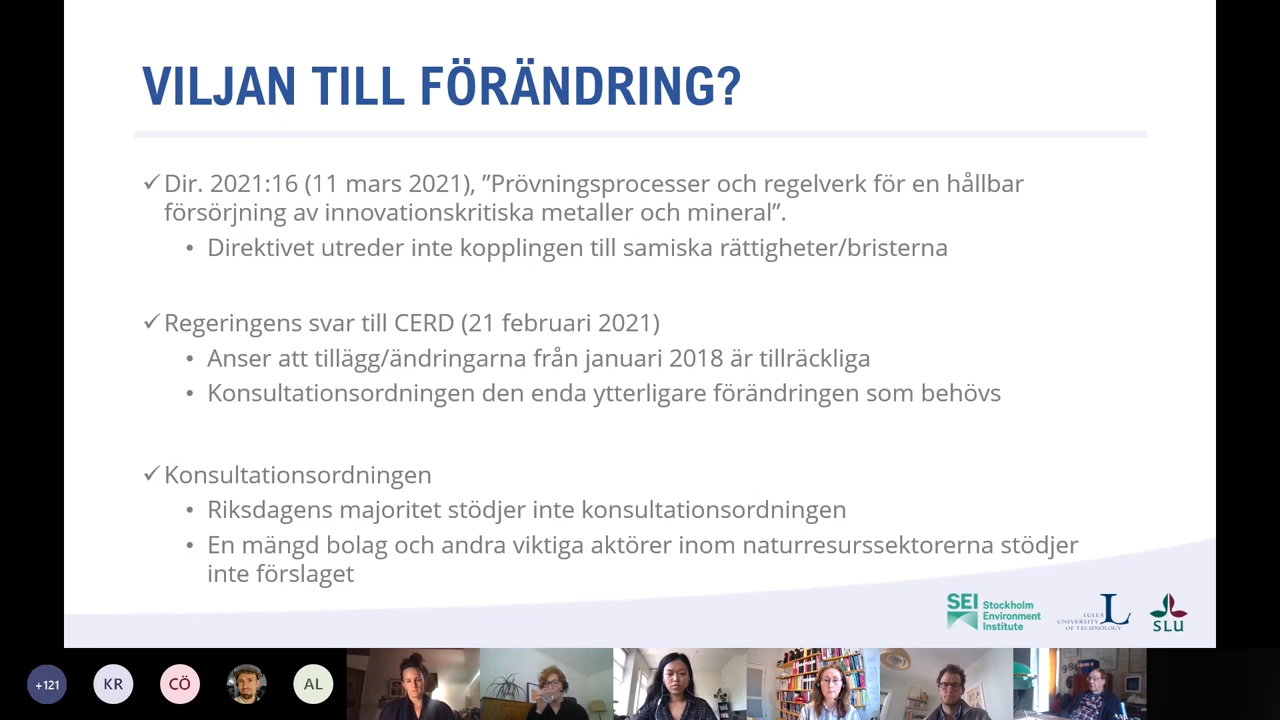 VILJAN TILL FÖRÄNDRING?
✓ Dir. 2021:16 (11 mars 2021), ”Prövningsprocesser och regelverk för en hållbar
försörjning av innovationskritiska metaller och mineral”.
• Direktivet utreder inte kopplingen till samiska rättigheter/bristerna
✓ Regeringens svar till CERD (21 februari 2021)
• Anser att tillägg/ändringarna från januari 2018 är tillräckliga
• Konsultationsordningen den enda ytterligare förändringen som behövs
✓ Konsultationsordningen
• Riksdagens majoritet stödjer inte konsultationsordningen
• En mängd bolag och andra viktiga aktörer inom naturresurssektorerna stödjer
inte förslaget
SEI Stockholm
Environment
Institute
L
LULEÅ
UNIVERSITY
OF TECHNOLOGY
SLU
+121
KR
CÖ
AL